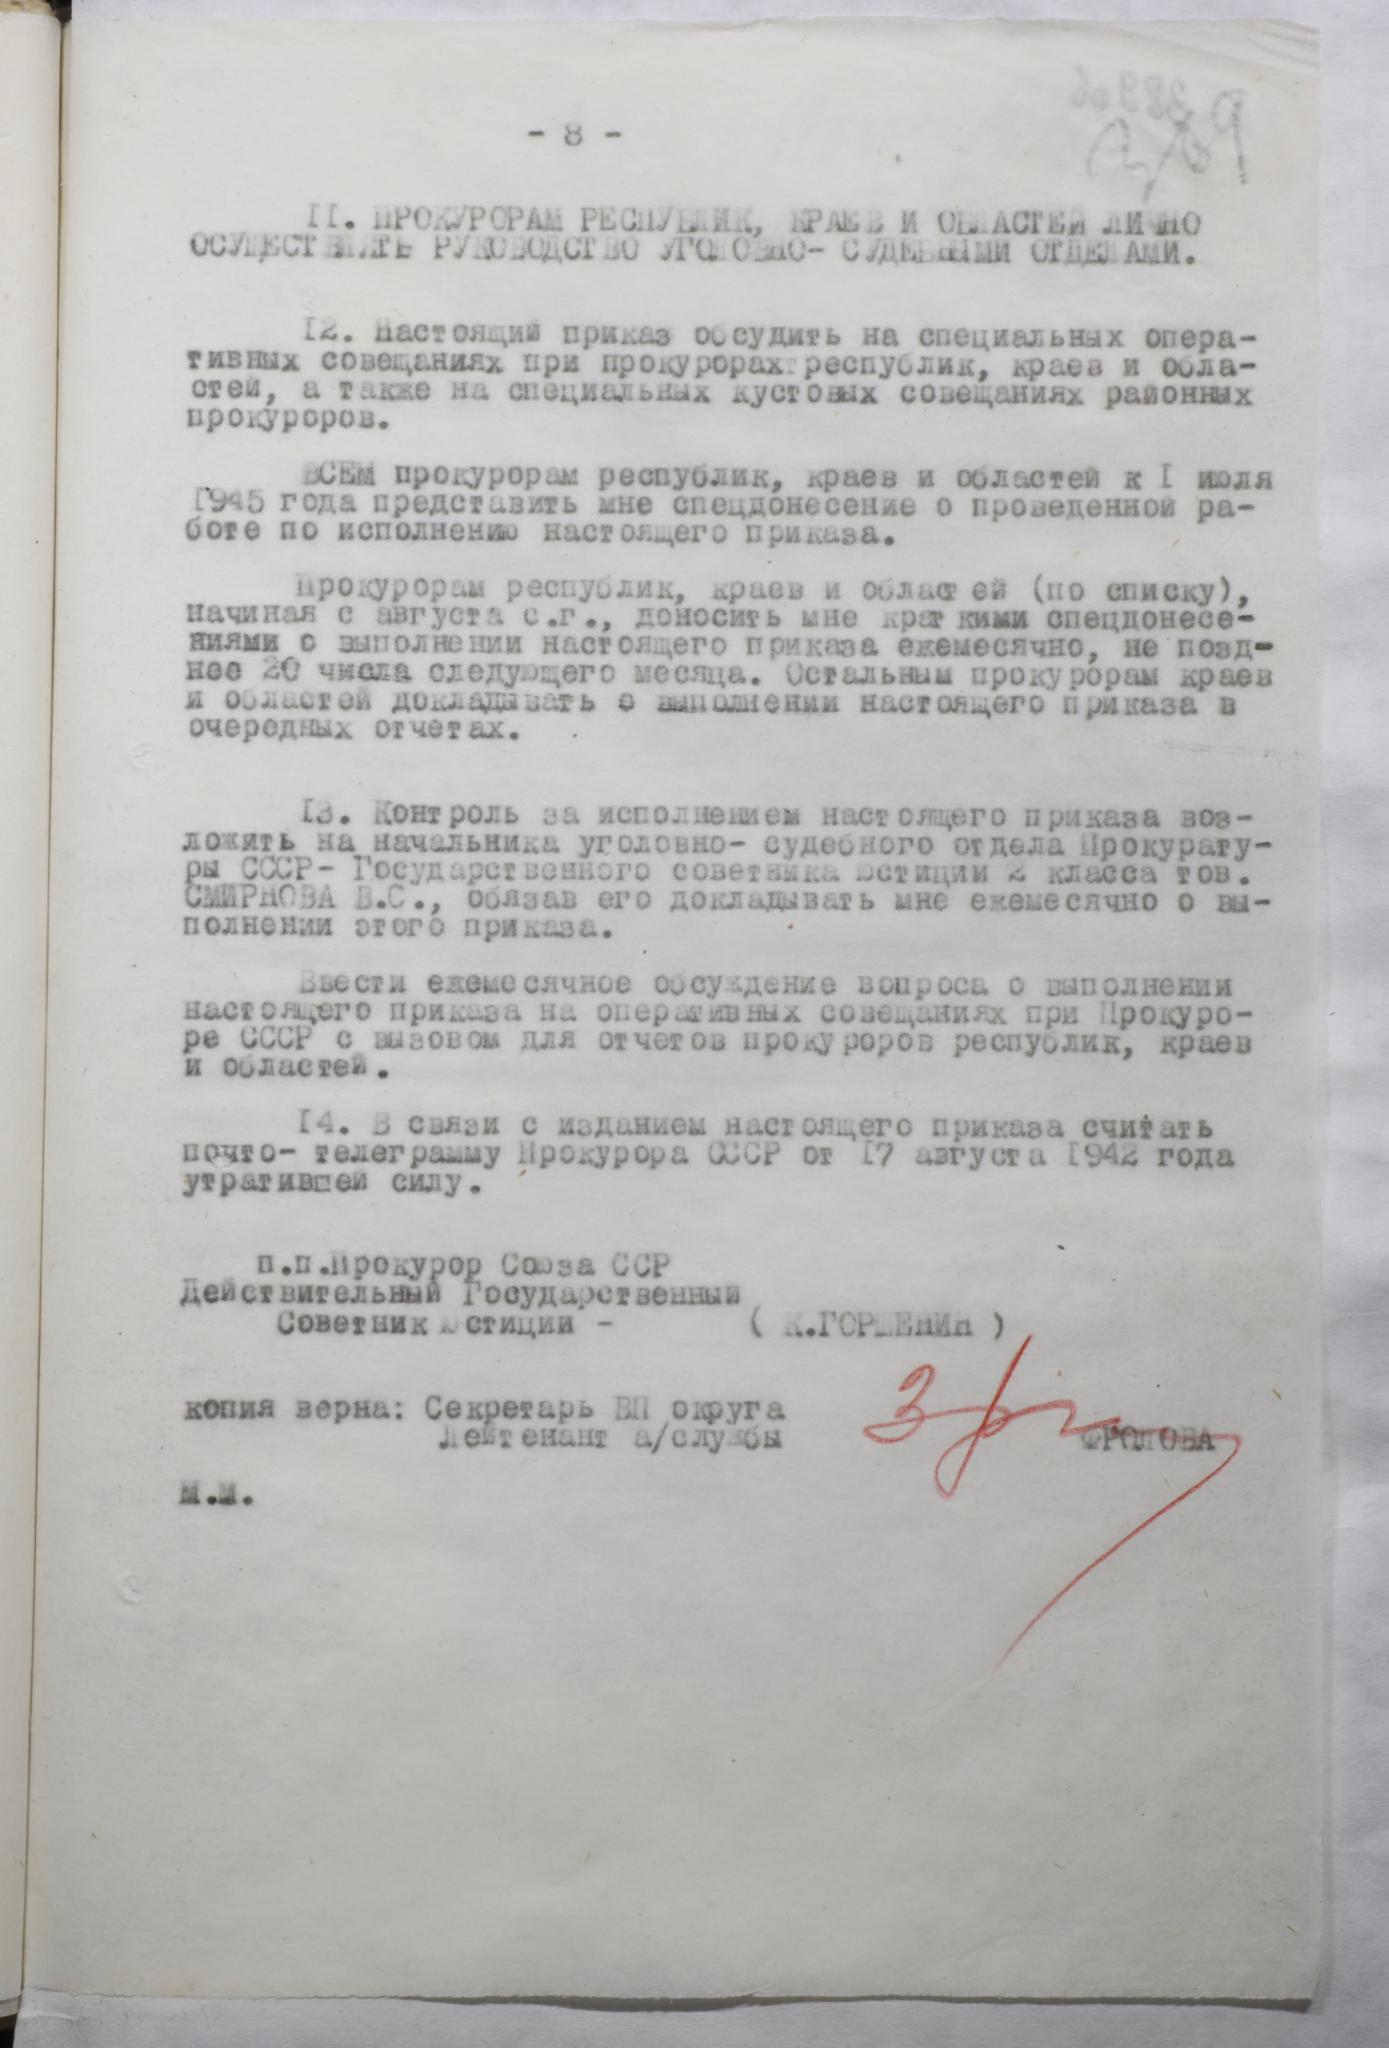 - 8 -
II. ПРОКУРОРАМ РЕСПУБЛИК, КРАЕВ И ОБЛАСТЕЙ ЛИЧНО
ОСУЩЕСТВЛЯТЬ РУКОВОДСТВО УГОЛОВНО- СУДЕБНЫМИ ОТДЕЛАМИ.
I2. Настоящий приказ обсудить на специальных опера-
тивных совещаниях при прокурорах республик, краев и обла-
стей, а также на специальных кустовых совещаниях районных
прокуроров.
ВСЕМ прокурорам республик, краев и областей к I июля
I945 года представить мне спецдонесение о проведенной ра-
боте по исполнению настоящего приказа.
Прокурорам республик, краев и областей (по списку),
начиная с августа с.г., доносить мне краткими спецдонесе-
ниями о выполнении настоящего приказа ежемесячно, не позд-
нее 20 числа следующего месяца. Остальным прокурорам краев
и областей докладывать о выполнении настоящего приказа в
очередных отчетах.
I3. Контроль за исполнением настоящего приказа воз-
ложить на начальника уголовно- судебного отдела Прокурату-
ры СССР- Государственного советника юстиции 2 класса тов.
СМИРНОВА В.С., обязав его докладывать мне ежемесячно о вы-
полнении этого приказа.
Ввести ежемесячное обсуждение вопроса о выполнении
настоящего приказа на оперативных совещаниях при Прокуро-
ре СССР с вызовом для отчетов прокуроров республик, краев
и областей.
I4. В связи с изданием настоящего приказа считать
почто- телеграмму Прокурора СССР от I7 августа I942 года
утратившей силу.
п.п.Прокурор Союза ССР
Действительный Государственный
Советник юстиции - ( К.ГОРШЕНИН )
копия верна: Секретарь ВП округа
Лейтенант а/службы ФРОЛОВА
М.М.